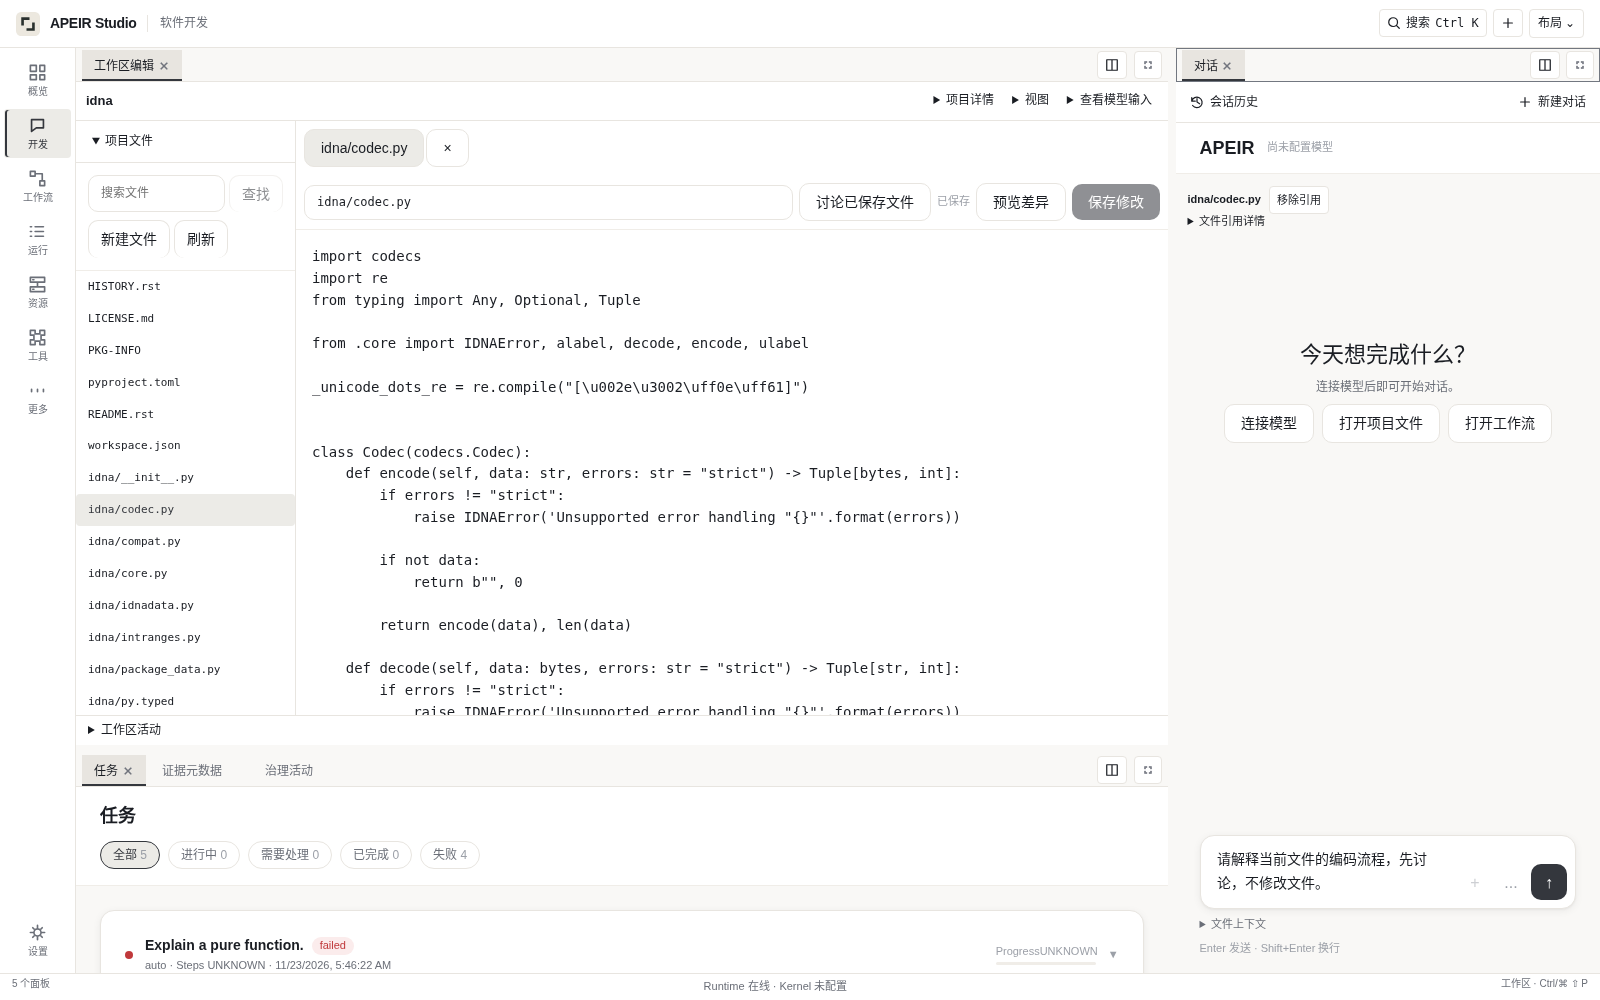 APEIR Studio 软件开发 搜索 Ctrl K 布局
概览
开发
工作流
运行
资源
工具
更多
设置
工作区编辑
idna 项目详情 视图 查看模型输入
项目文件
搜索文件 查找
新建文件 刷新
HISTORY.rst
LICENSE.md
PKG-INFO
pyproject.toml
README.rst
workspace.json
idna/__init__.py
idna/codec.py
idna/compat.py
idna/core.py
idna/idnadata.py
idna/intranges.py
idna/package_data.py
idna/py.typed
idna/codec.py ×
idna/codec.py 讨论已保存文件 已保存 预览差异 保存修改
import codecs
import re
from typing import Any, Optional, Tuple
from .core import IDNAError, alabel, decode, encode, ulabel
_unicode_dots_re = re.compile("[\u002e\u3002\uff0e\uff61]")
class Codec(codecs.Codec):
    def encode(self, data: str, errors: str = "strict") -> Tuple[bytes, int]:
        if errors != "strict":
            raise IDNAError('Unsupported error handling "{}"'.format(errors))
        if not data:
            return b"", 0
        return encode(data), len(data)
    def decode(self, data: bytes, errors: str = "strict") -> Tuple[str, int]:
        if errors != "strict":
            raise IDNAError('Unsupported error handling "{}"'.format(errors))
工作区活动
任务 证据元数据 治理活动
任务
全部 5 进行中 0 需要处理 0 已完成 0 失败 4
Explain a pure function. failed
auto · Steps UNKNOWN · 11/23/2026, 5:46:22 AM
ProgressUNKNOWN
对话
会话历史 新建对话
APEIR 尚未配置模型
idna/codec.py 移除引用
文件引用详情
今天想完成什么？
连接模型后即可开始对话。
连接模型 打开项目文件 打开工作流
请解释当前文件的编码流程，先讨
论，不修改文件。
+ … ↑
文件上下文
Enter 发送 · Shift+Enter 换行
5 个面板 Runtime 在线 · Kernel 未配置 工作区 · Ctrl/⌘ ⇧ P